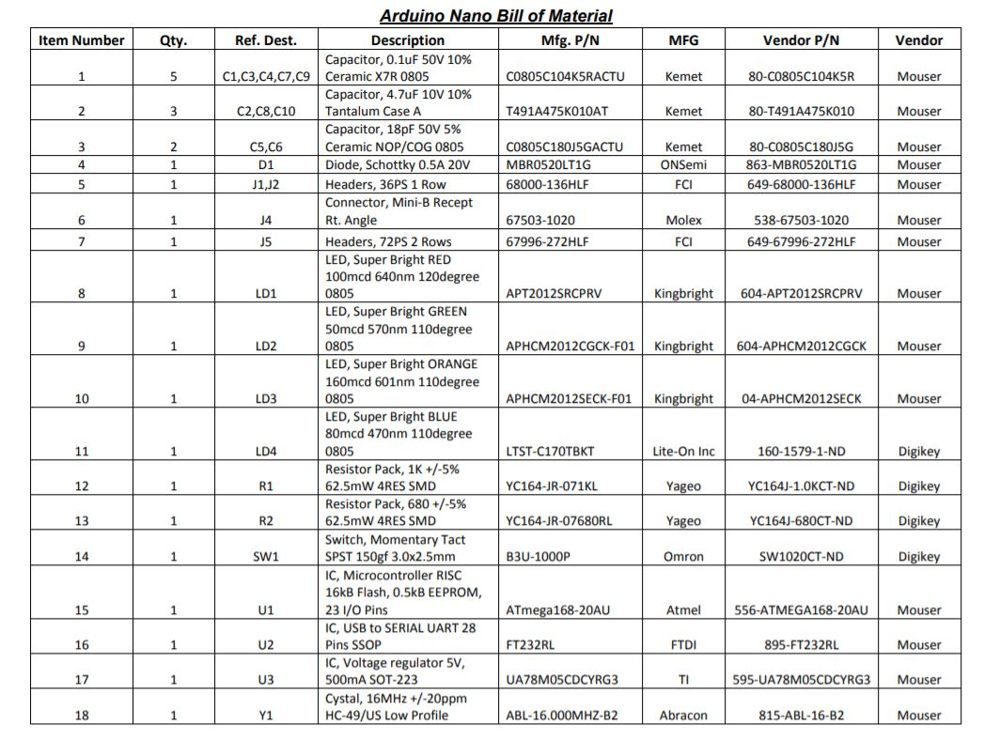 Arduino Nano Bill of Material
Item Number Qty. Ref. Dest. Description Mfg. P/N MFG Vendor P/N Vendor
Capacitor, 0.1uF 50V 10%
1 5 C1,C3,C4,C7,C9 Ceramic X7R 0805 C0805C104K5RACTU Kemet 80-C0805C104K5R Mouser
Capacitor, 4.7uF 10V 10%
2 3 C2,C8,C10 Tantalum Case A T491A475K010AT Kemet 80-T491A475K010 Mouser
Capacitor, 18pF 50V 5%
3 2 C5,C6 Ceramic NOP/COG 0805 C0805C180J5GACTU Kemet 80-C0805C180J5G Mouser
4 1 D1 Diode, Schottky 0.5A 20V MBR0520LT1G ONSemi 863-MBR0520LT1G Mouser
5 1 J1,J2 Headers, 36PS 1 Row 68000-136HLF FCI 649-68000-136HLF Mouser
Connector, Mini-B Recept
6 1 J4 Rt. Angle 67503-1020 Molex 538-67503-1020 Mouser
7 1 J5 Headers, 72PS 2 Rows 67996-272HLF FCI 649-67996-272HLF Mouser
LED, Super Bright RED
100mcd 640nm 120degree
8 1 LD1 0805 APT2012SRCPRV Kingbright 604-APT2012SRCPRV Mouser
LED, Super Bright GREEN
50mcd 570nm 110degree
9 1 LD2 0805 APHCM2012CGCK-F01 Kingbright 604-APHCM2012CGCK Mouser
LED, Super Bright ORANGE
160mcd 601nm 110degree
10 1 LD3 0805 APHCM2012SECK-F01 Kingbright 04-APHCM2012SECK Mouser
LED, Super Bright BLUE
80mcd 470nm 110degree
11 1 LD4 0805 LTST-C170TBKT Lite-On Inc 160-1579-1-ND Digikey
Resistor Pack, 1K +/-5%
12 1 R1 62.5mW 4RES SMD YC164-JR-071KL Yageo YC164J-1.0KCT-ND Digikey
Resistor Pack, 680 +/-5%
13 1 R2 62.5mW 4RES SMD YC164-JR-07680RL Yageo YC164J-680CT-ND Digikey
Switch, Momentary Tact
14 1 SW1 SPST 150gf 3.0x2.5mm B3U-1000P Omron SW1020CT-ND Digikey
IC, Microcontroller RISC
16kB Flash, 0.5kB EEPROM,
15 1 U1 23 I/O Pins ATmega168-20AU Atmel 556-ATMEGA168-20AU Mouser
IC, USB to SERIAL UART 28
16 1 U2 Pins SSOP FT232RL FTDI 895-FT232RL Mouser
IC, Voltage regulator 5V,
17 1 U3 500mA SOT-223 UA78M05CDCYRG3 TI 595-UA78M05CDCYRG3 Mouser
Cystal, 16MHz +/-20ppm
18 1 Y1 HC-49/US Low Profile ABL-16.000MHZ-B2 Abracon 815-ABL-16-B2 Mouser